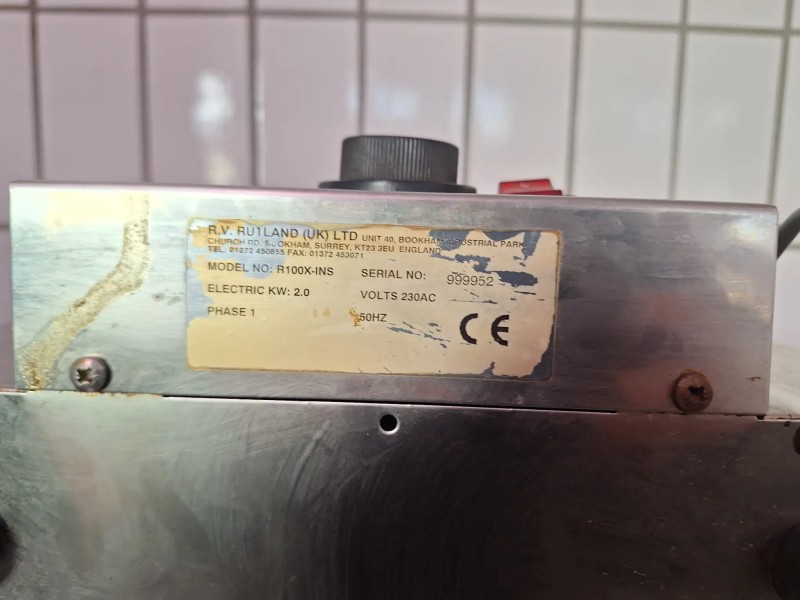 R.V. RUTLAND (UK) LTD UNIT 40, BOOKHAM INDUSTRIAL PARK
CHURCH RD, BOOKHAM, SURREY, KT23 3EU ENGLAND
TEL. 01372 450855 FAX: 01372 453071
MODEL NO: R100X-INS SERIAL NO: 999952
ELECTRIC KW: 2.0 VOLTS 230AC
PHASE 1 50HZ CE